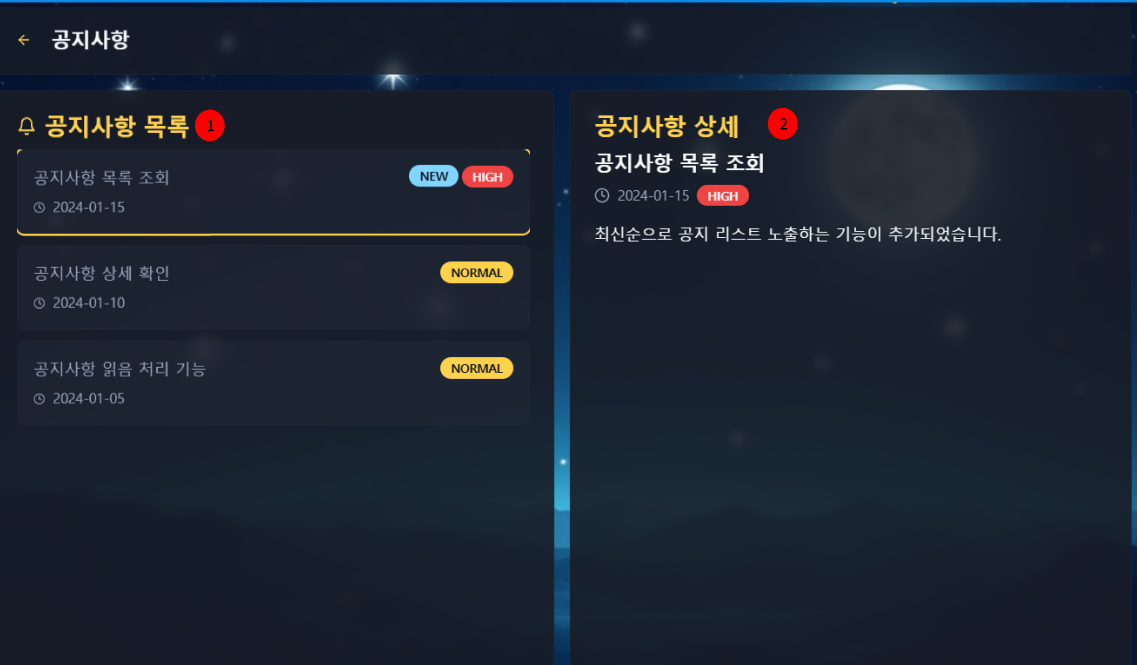 공지사항
공지사항 목록 1
공지사항 목록 조회 NEW HIGH
2024-01-15
공지사항 상세 확인 NORMAL
2024-01-10
공지사항 읽음 처리 기능 NORMAL
2024-01-05
공지사항 상세 2
공지사항 목록 조회
2024-01-15 HIGH
최신순으로 공지 리스트 노출하는 기능이 추가되었습니다.